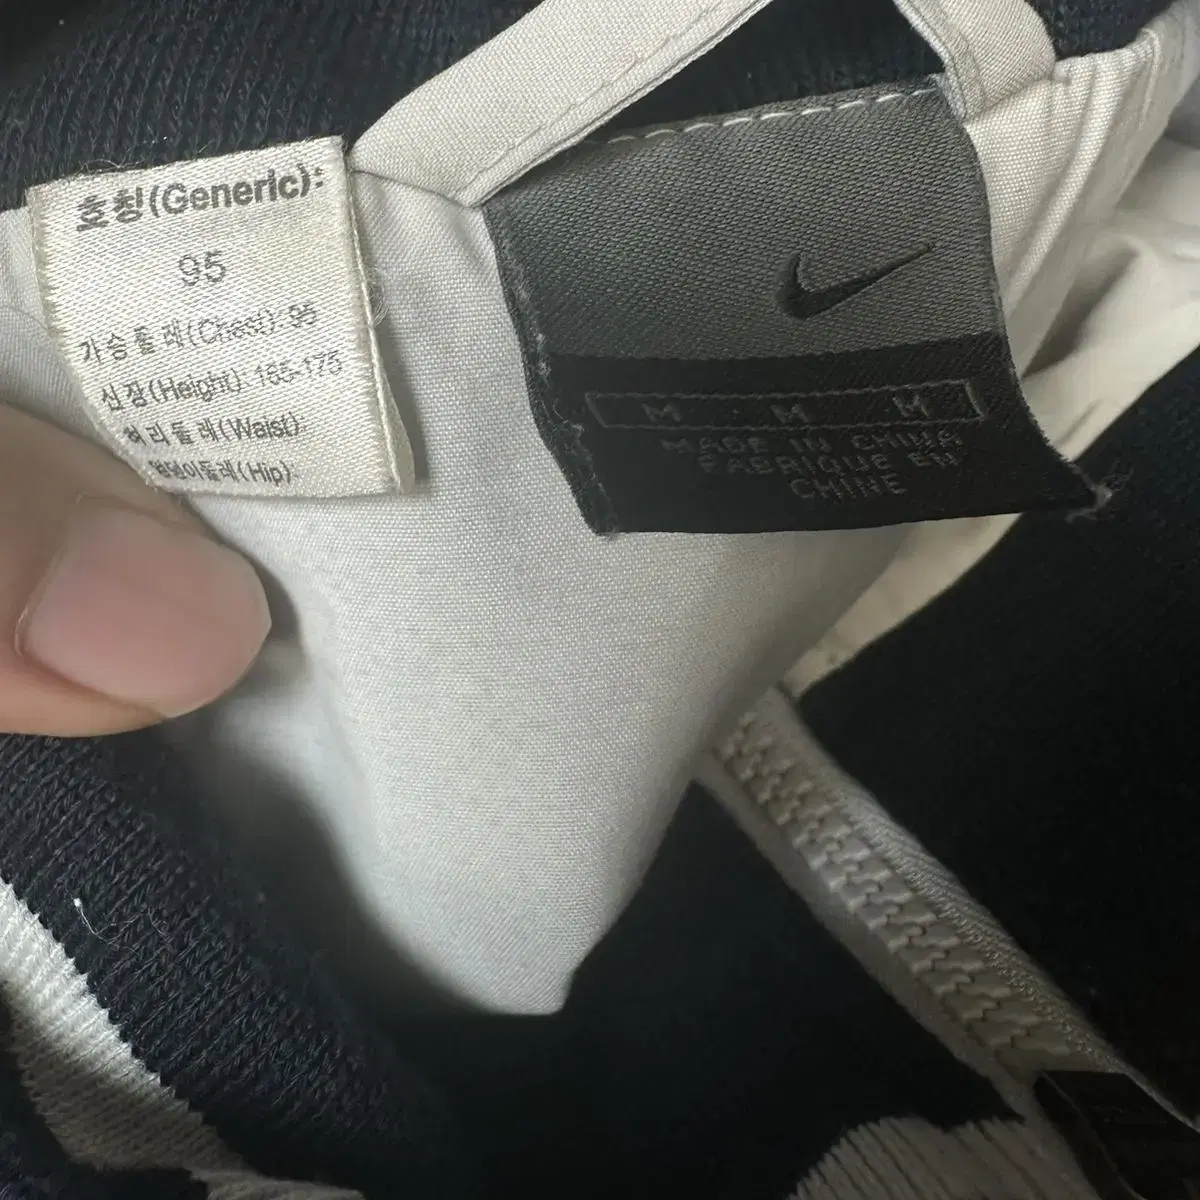 호칭(Generic):
95
가슴둘레(Chest): 95
신장(Height): 165-175
허리둘레(Waist):
엉덩이둘레(Hip):
M M M
MADE IN CHINA
FABRIQUE EN
CHINE